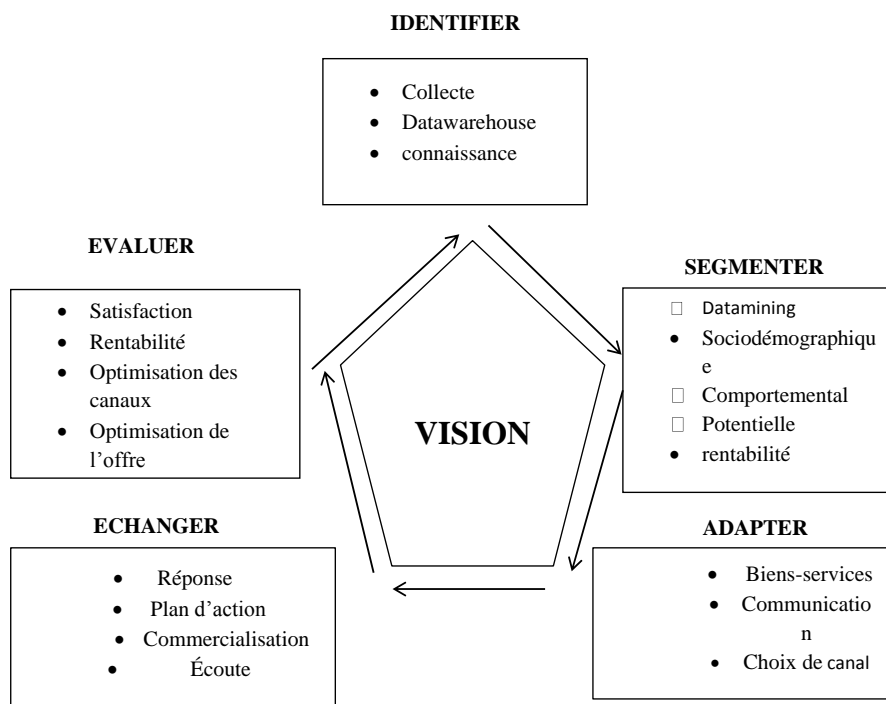 IDENTIFIER
• Collecte
• Datawarehouse
• connaissance
EVALUER
• Satisfaction
• Rentabilité
• Optimisation des
canaux
• Optimisation de
l’offre
SEGMENTER
□ Datamining
• Sociodémographiqu
e
□ Comportemental
□ Potentielle
• rentabilité
VISION
ECHANGER
• Réponse
• Plan d’action
• Commercialisation
• Écoute
ADAPTER
• Biens-services
• Communicatio
n
• Choix de canal